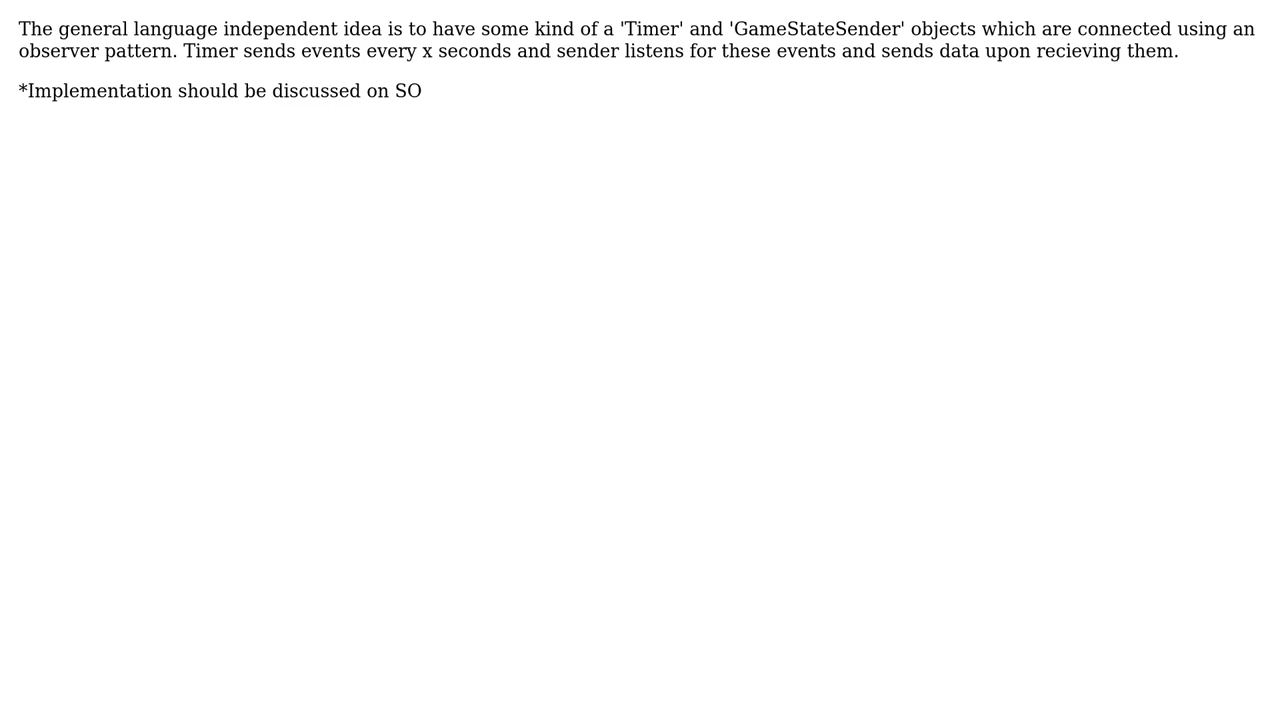 The general language independent idea is to have some kind of a 'Timer' and 'GameStateSender' objects which are connected using an
observer pattern. Timer sends events every x seconds and sender listens for these events and sends data upon recieving them.
*Implementation should be discussed on SO